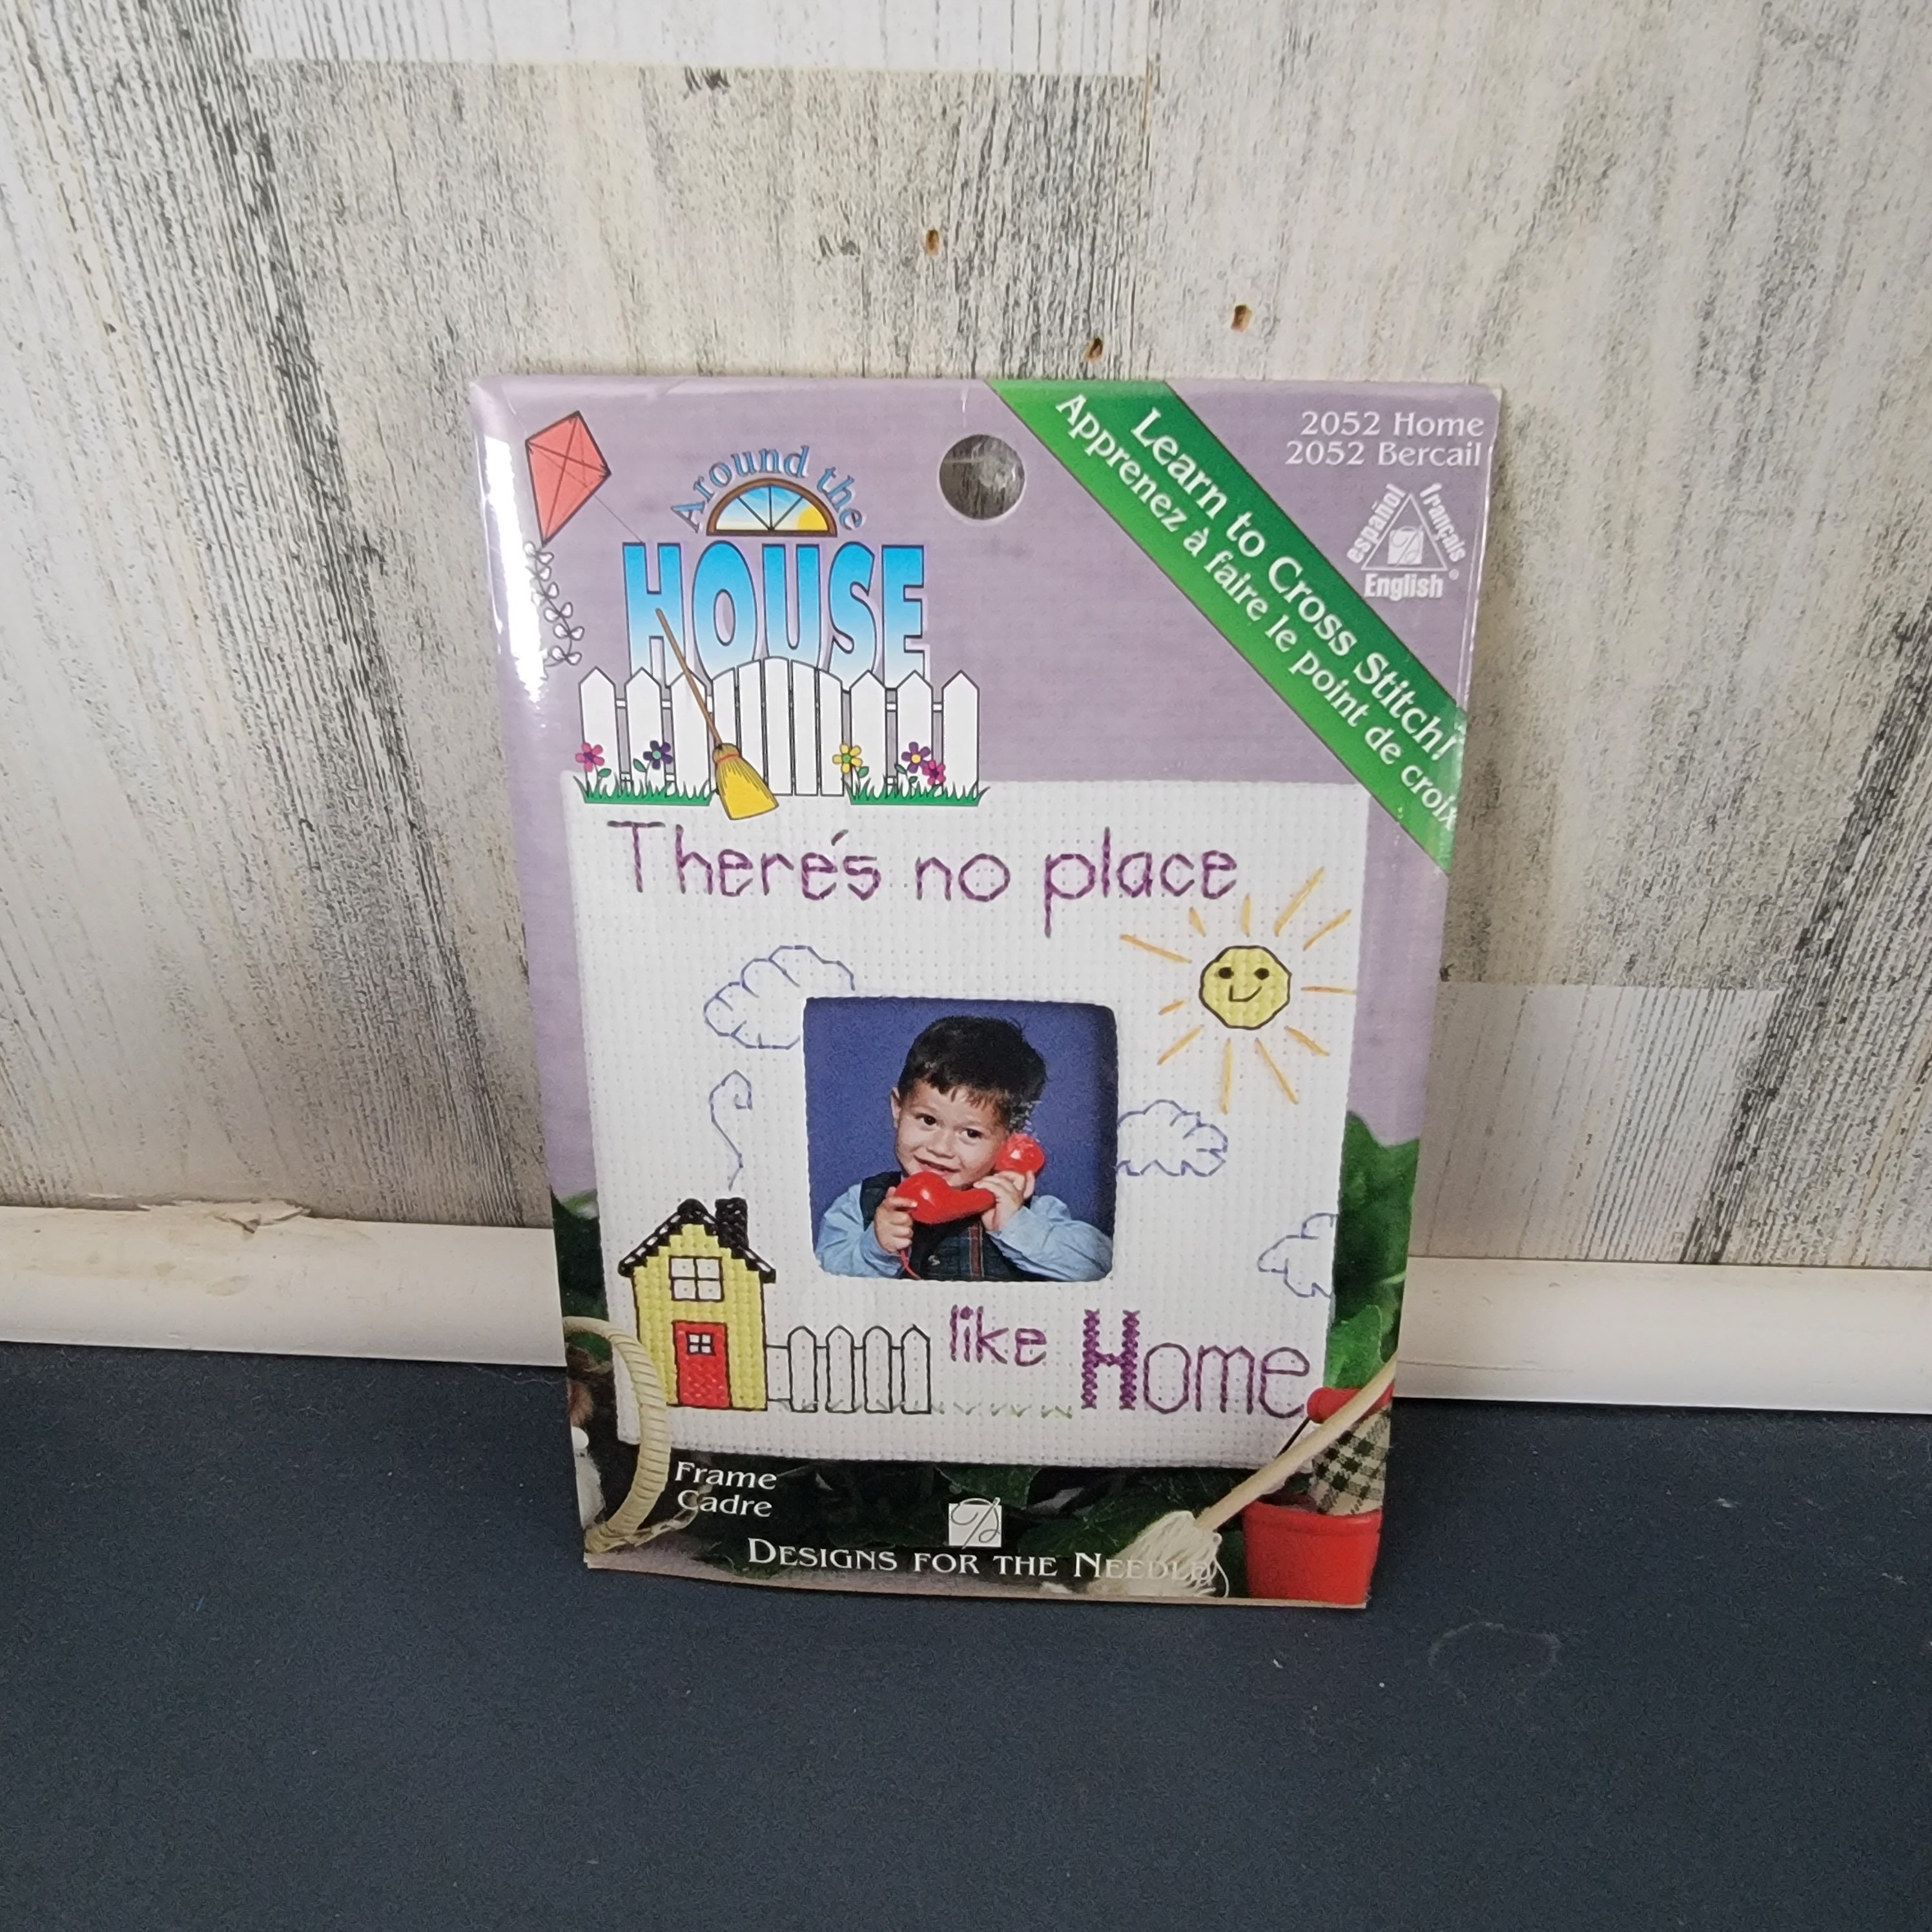 Around the
HOUSE
Learn to Cross Stitch!
Apprenez à faire le point de croix
2052 Home
2052 Bercail
español
français
English
There's no place
like Home
Frame
Cadre
DESIGNS FOR THE NEEDLE